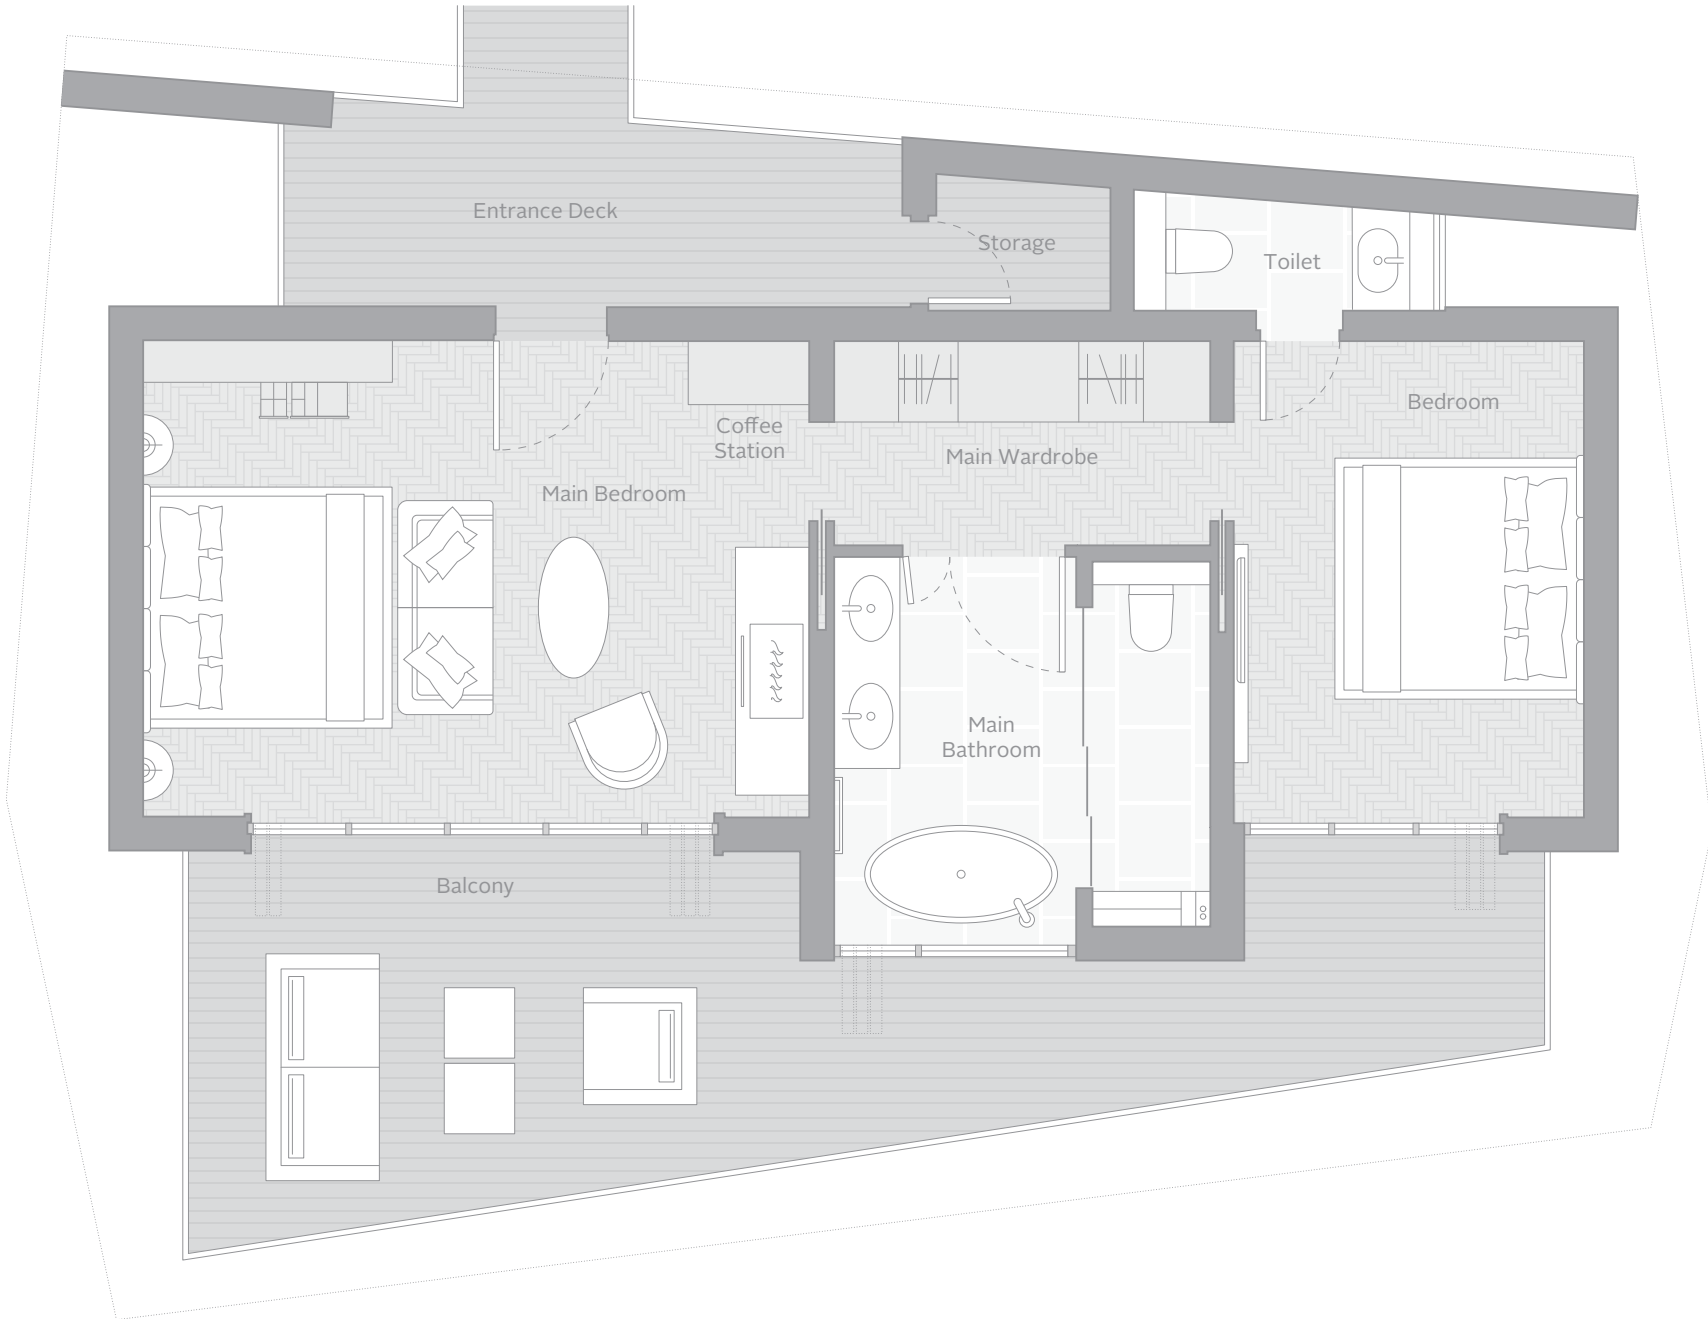 Entrance Deck
Storage
Toilet
Bedroom
Coffee
Station
Main Wardrobe
Main Bedroom
Main
Bathroom
Balcony